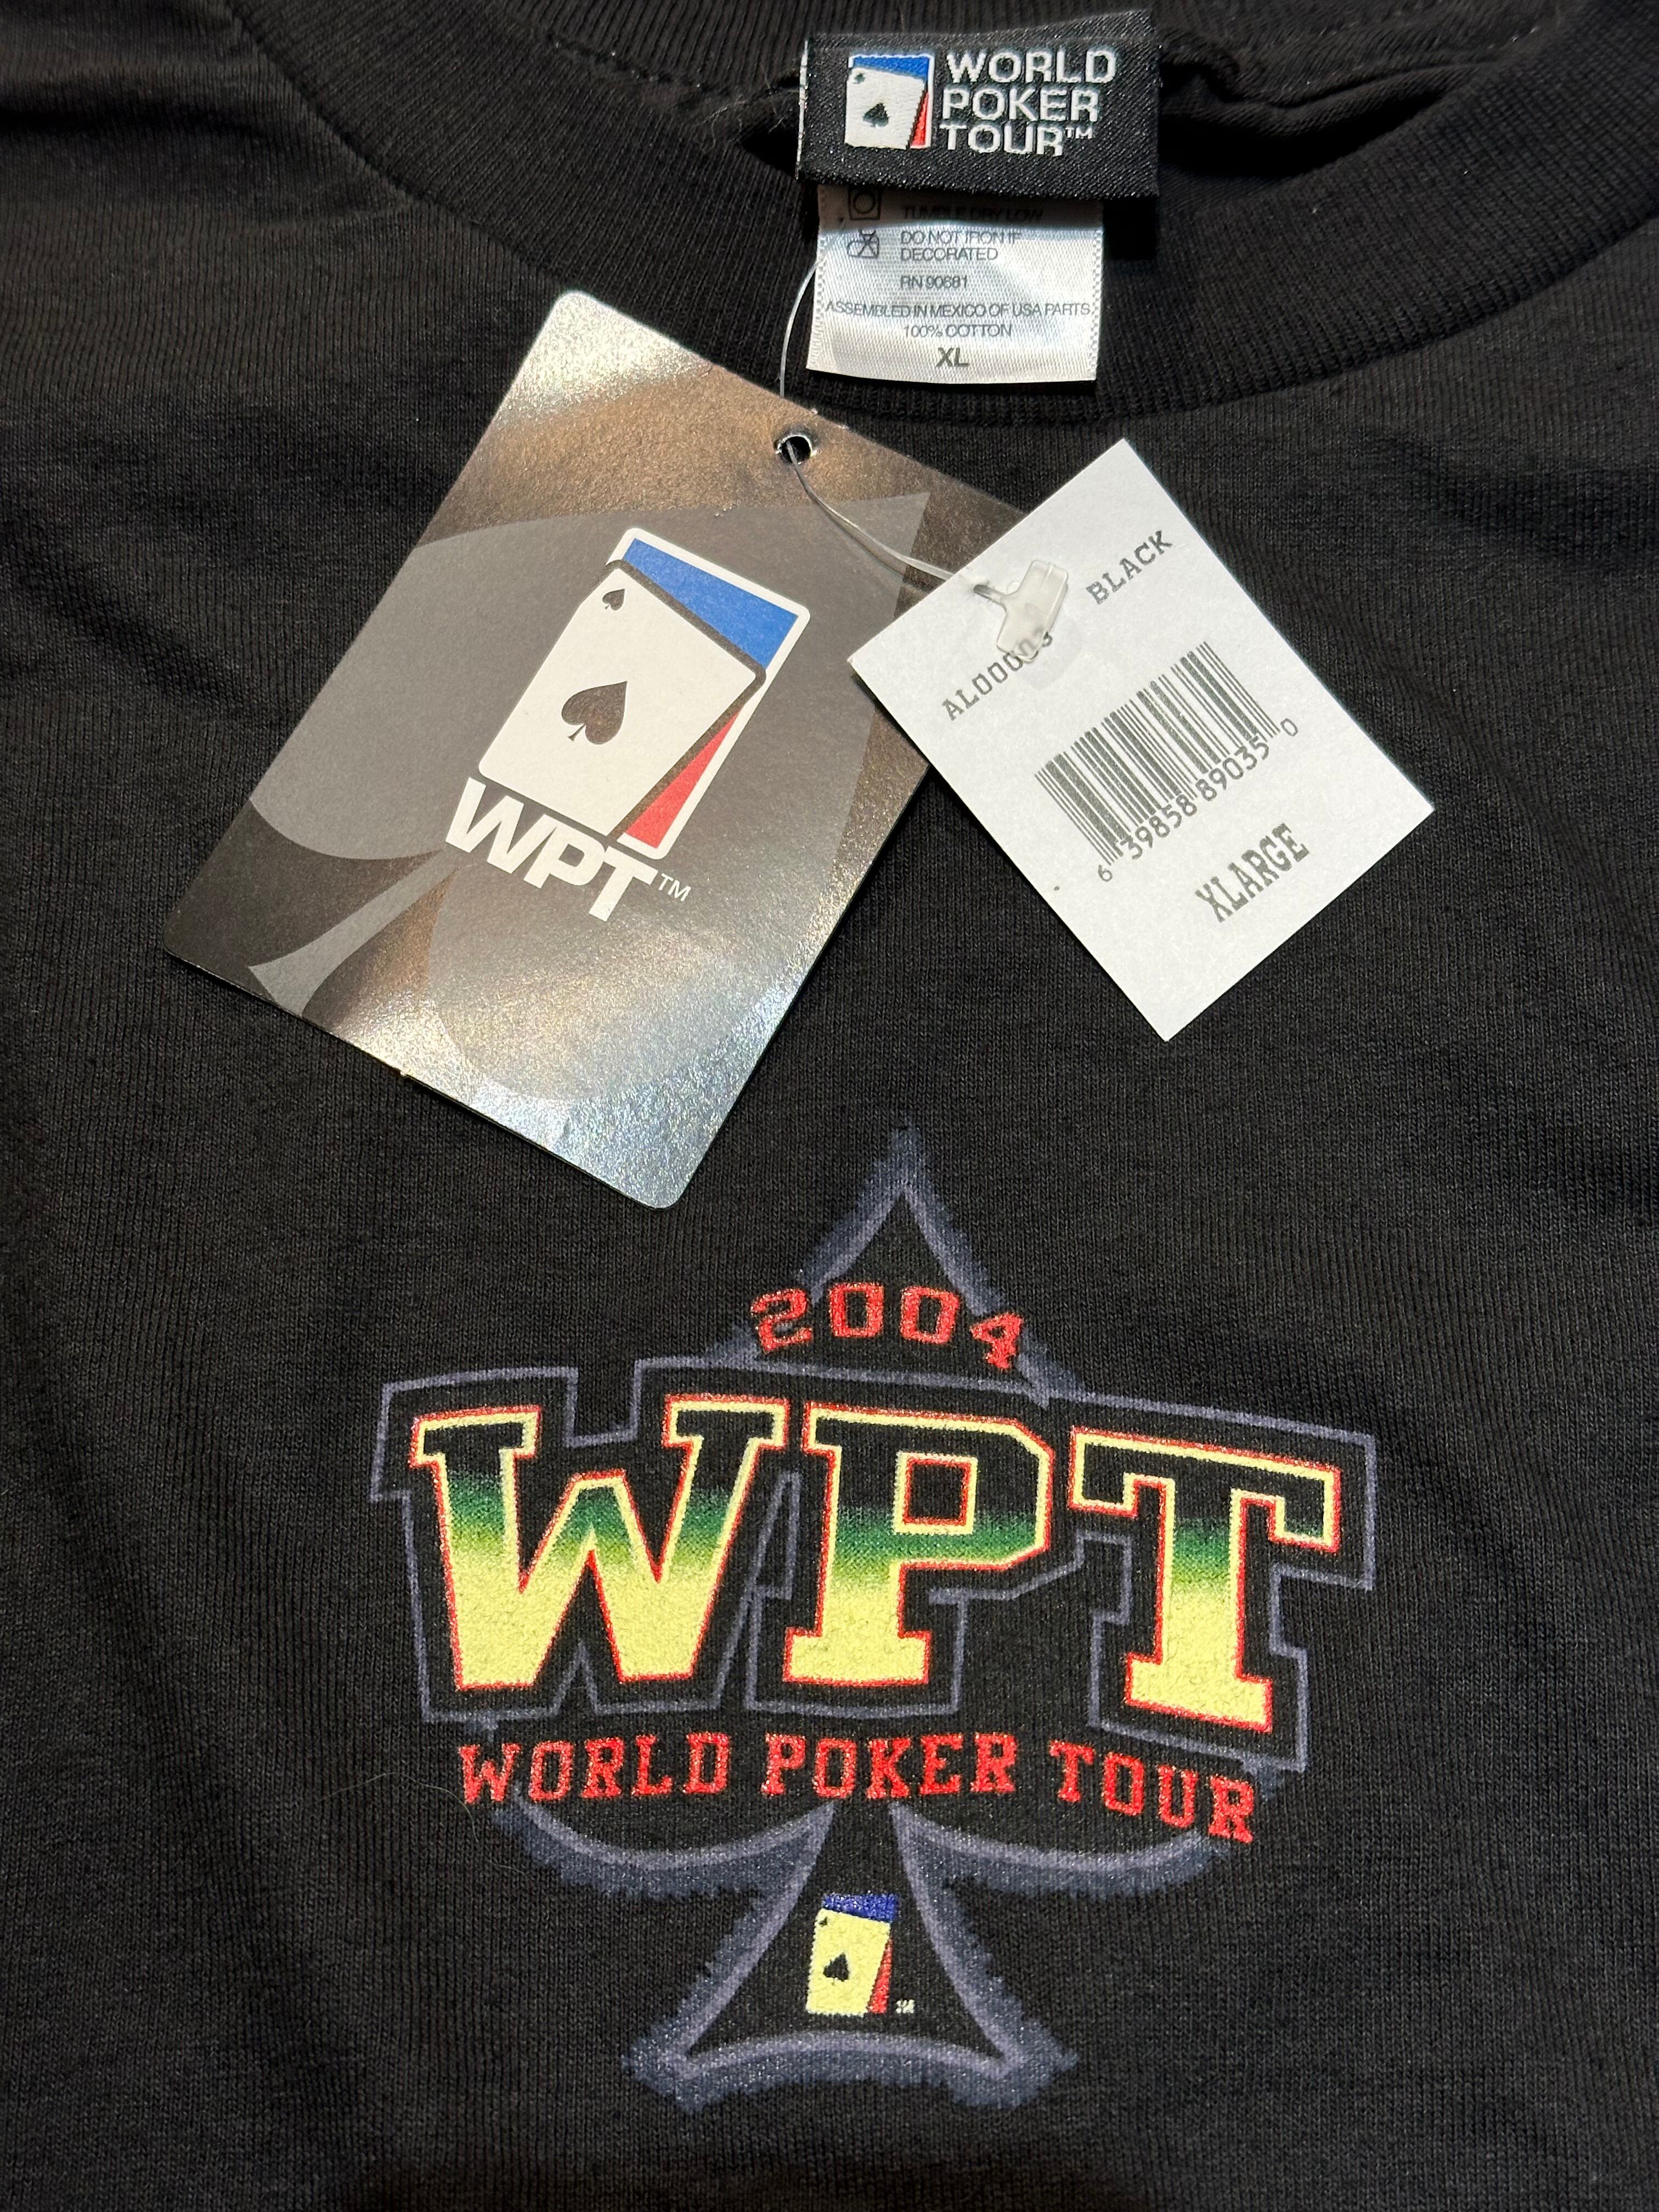 WORLD
POKER
TOUR™
TUMBLE DRY LOW
DO NOT IRON IF
DECORATED
RN 90681
ASSEMBLED IN MEXICO OF USA PARTS
100% COTTON
XL
WPT™
AL00003 BLACK
6 39858 89035 0
XLARGE
2004
WPT
WORLD POKER TOUR